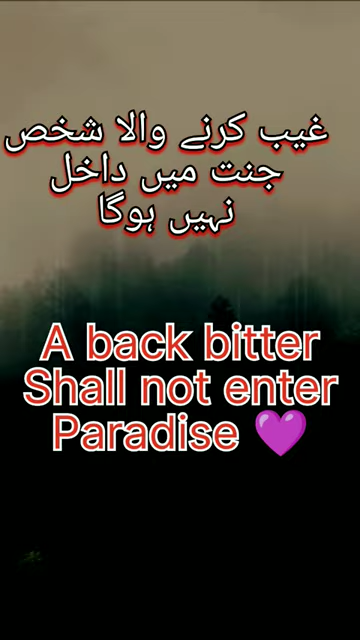 غیب کرنے والا شخص
جنت میں داخل
نہیں ہوگا
A back bitter
Shall not enter
Paradise 💜